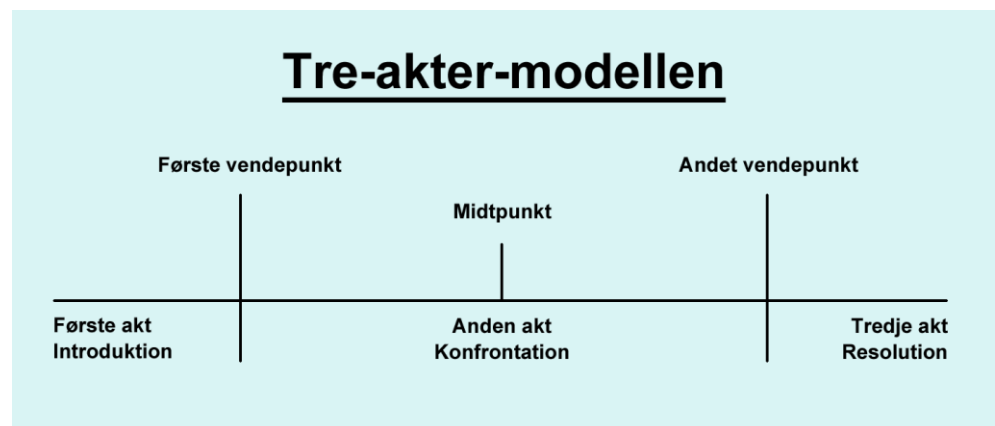 Tre-akter-modellen
Første vendepunkt
Andet vendepunkt
Midtpunkt
Første akt
Introduktion
Anden akt
Konfrontation
Tredje akt
Resolution